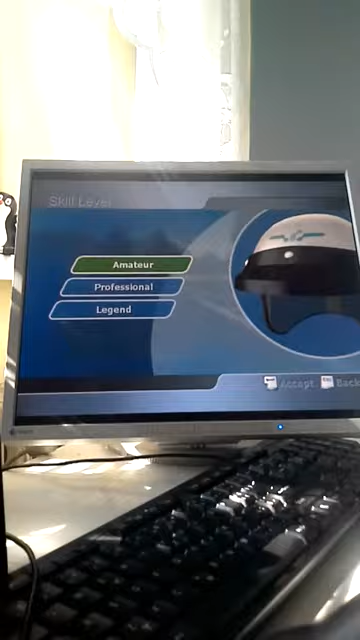 Skill Level
Amateur
Professional
Legend
Accept
Back